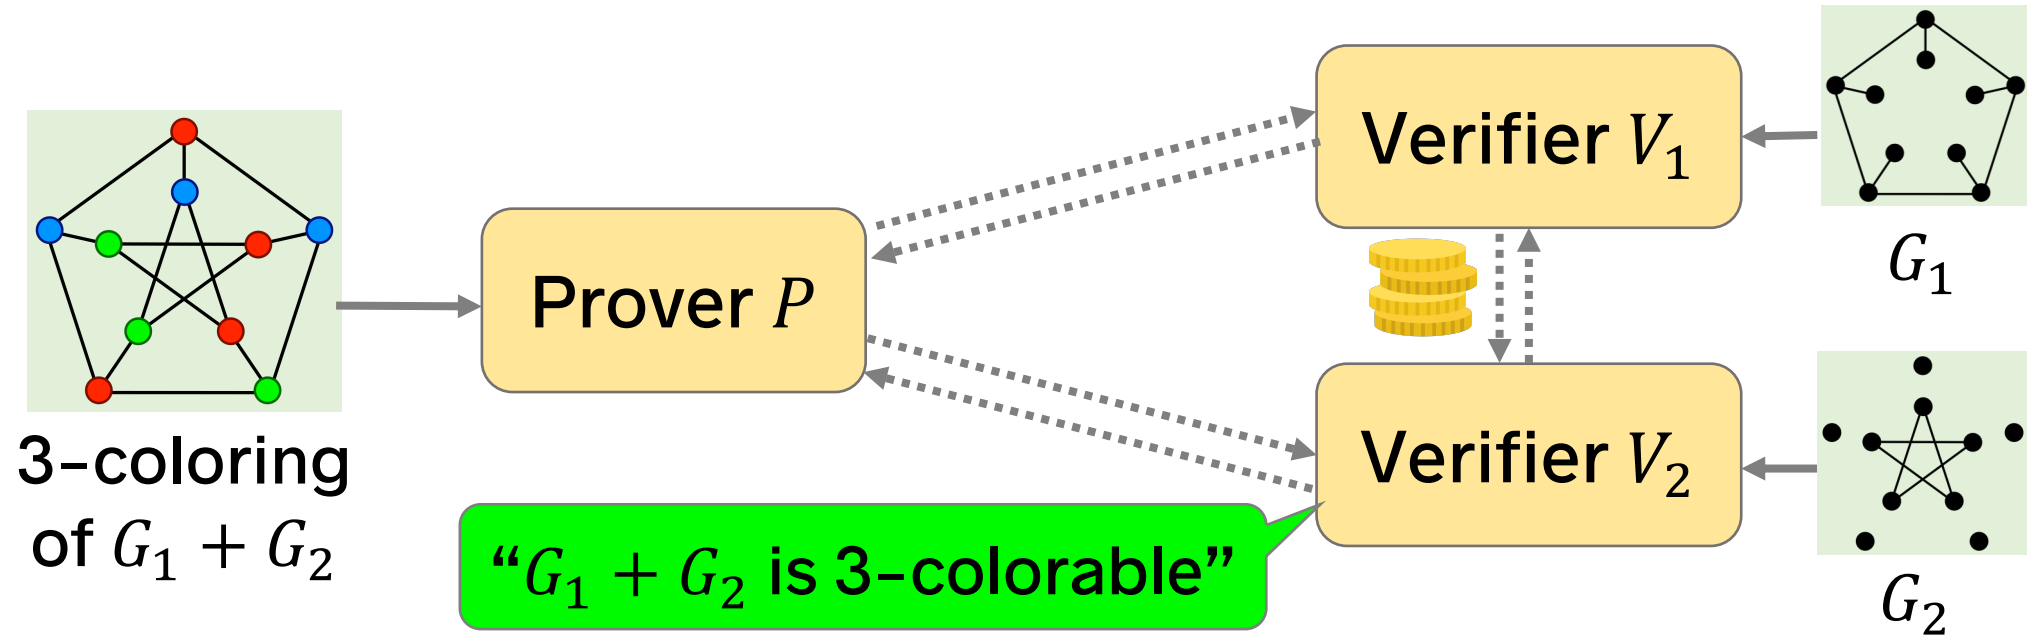 3-coloring
of G₁ + G₂
Prover P
Verifier V₁
Verifier V₂
"G₁ + G₂ is 3-colorable"
G₁
G₂